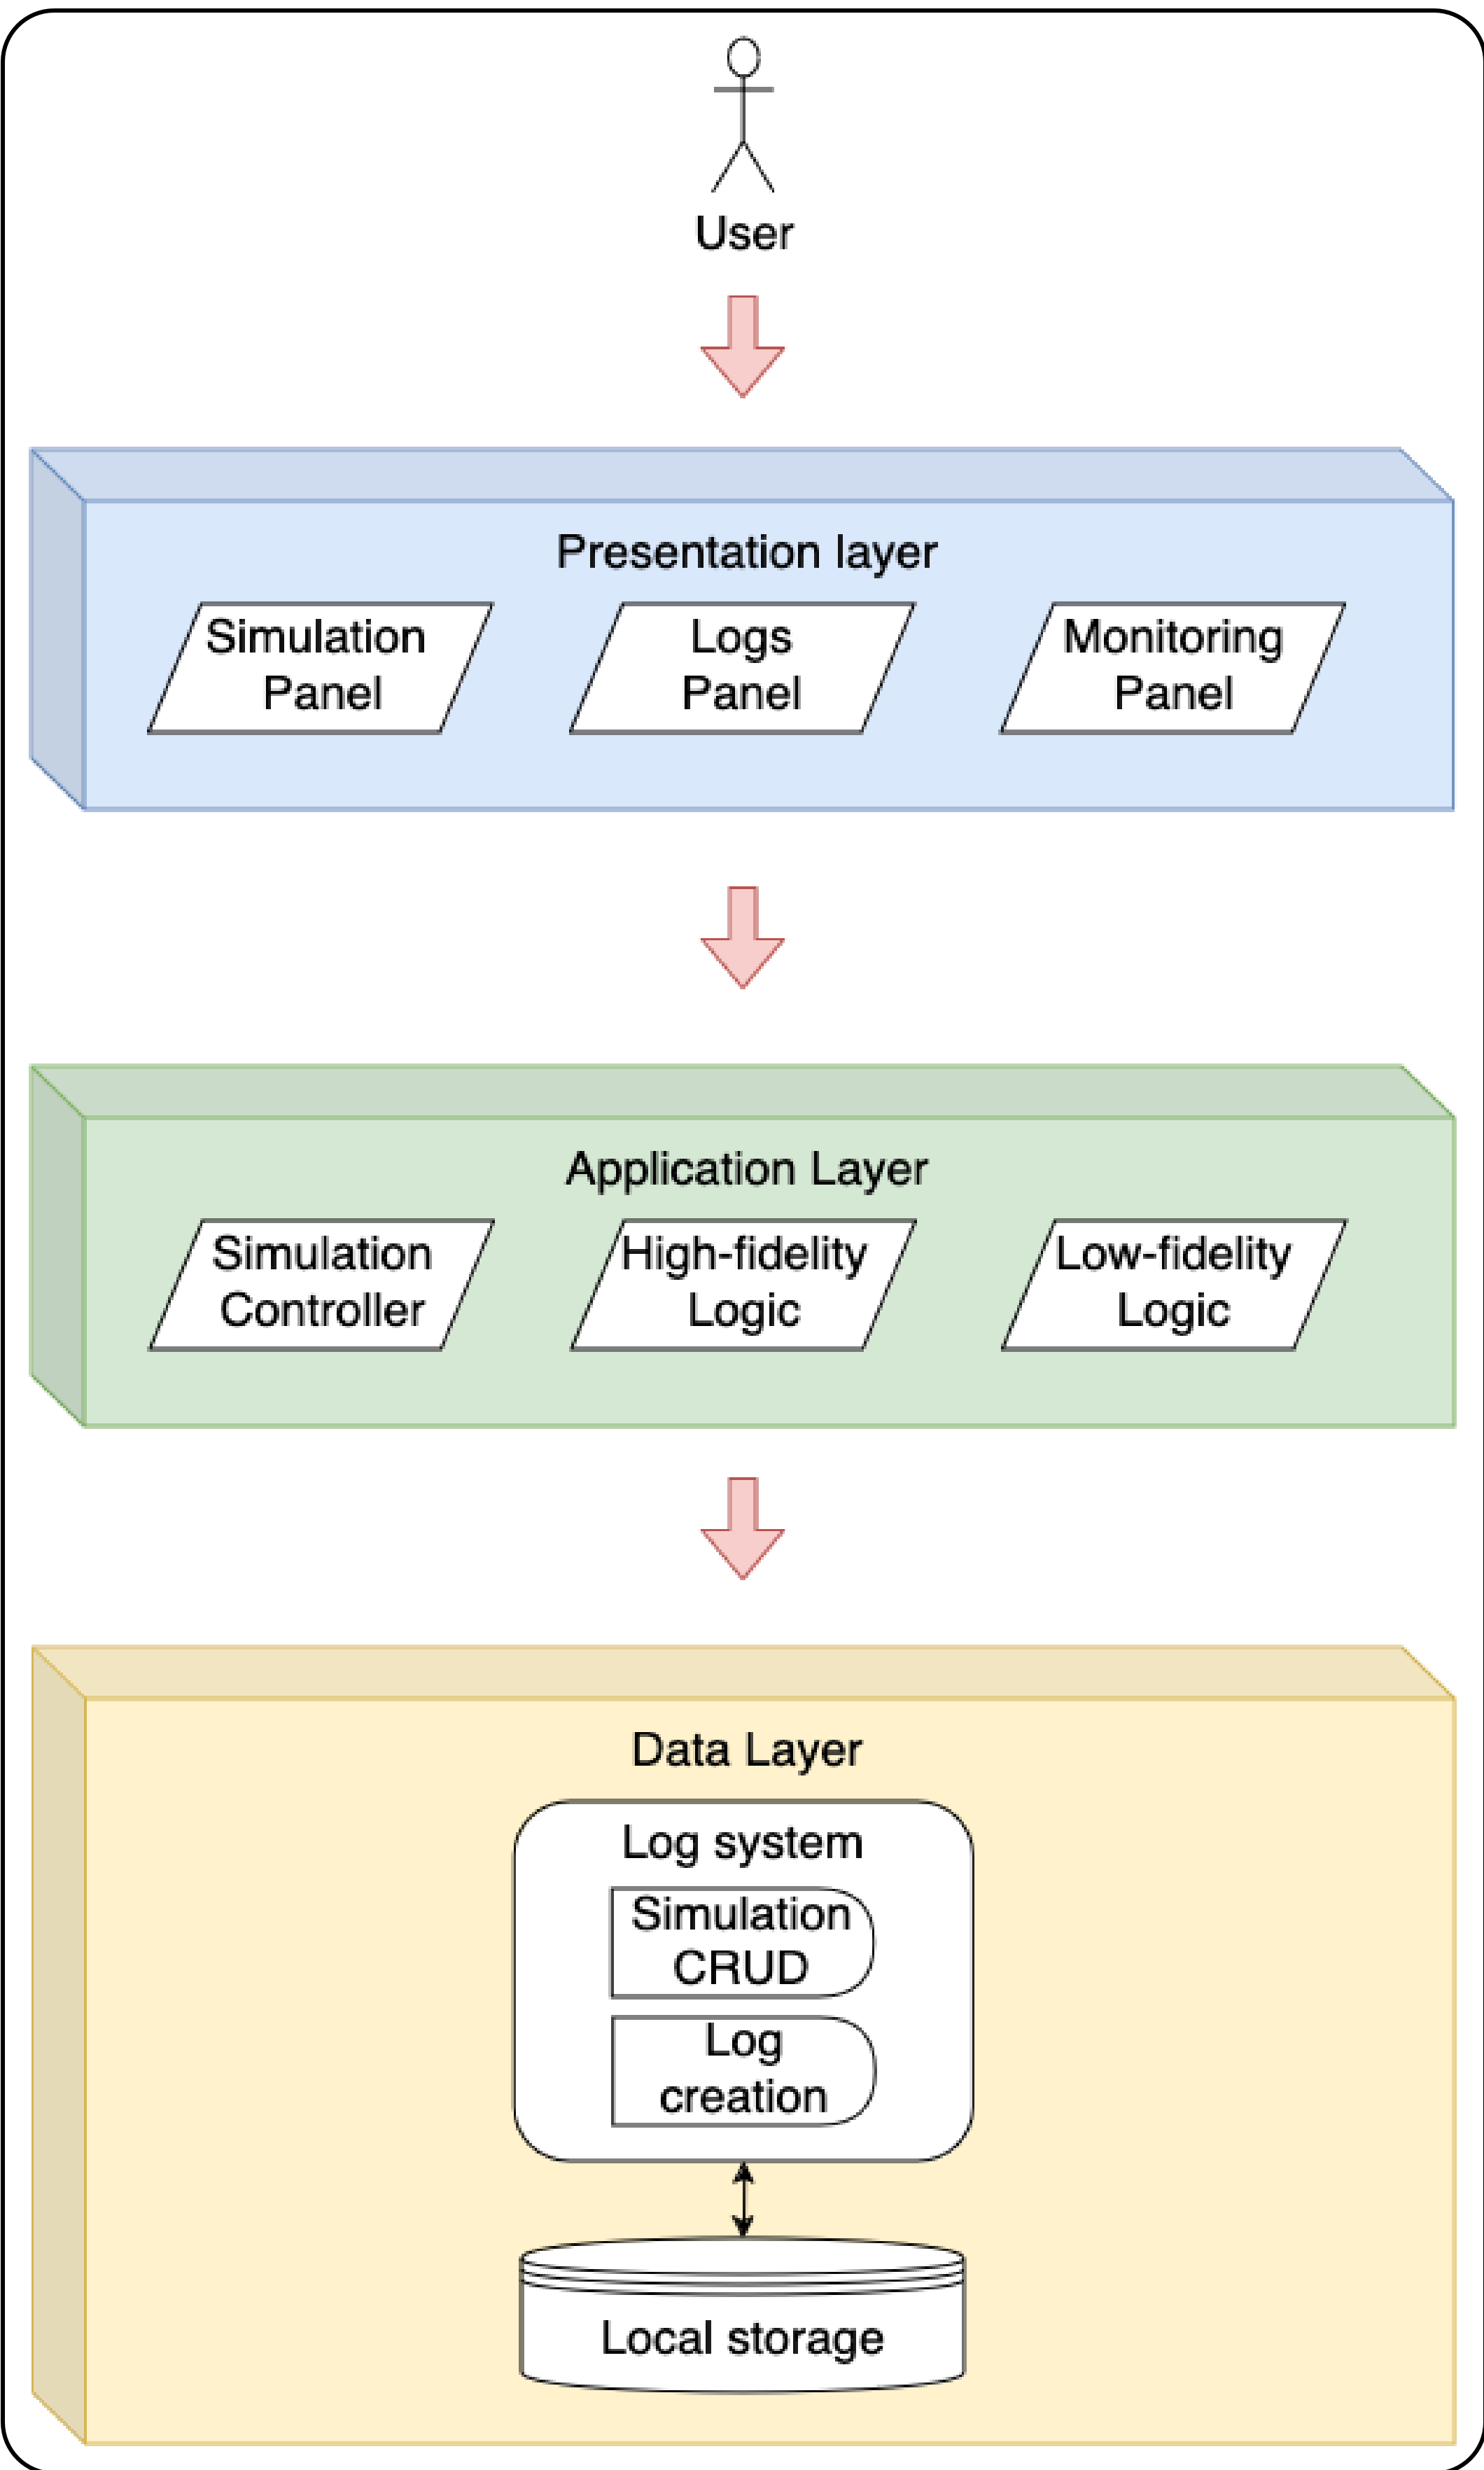 User
Presentation layer
Simulation
Panel
Logs
Panel
Monitoring
Panel
Application Layer
Simulation
Controller
High-fidelity
Logic
Low-fidelity
Logic
Data Layer
Log system
Simulation
CRUD
Log
creation
Local storage